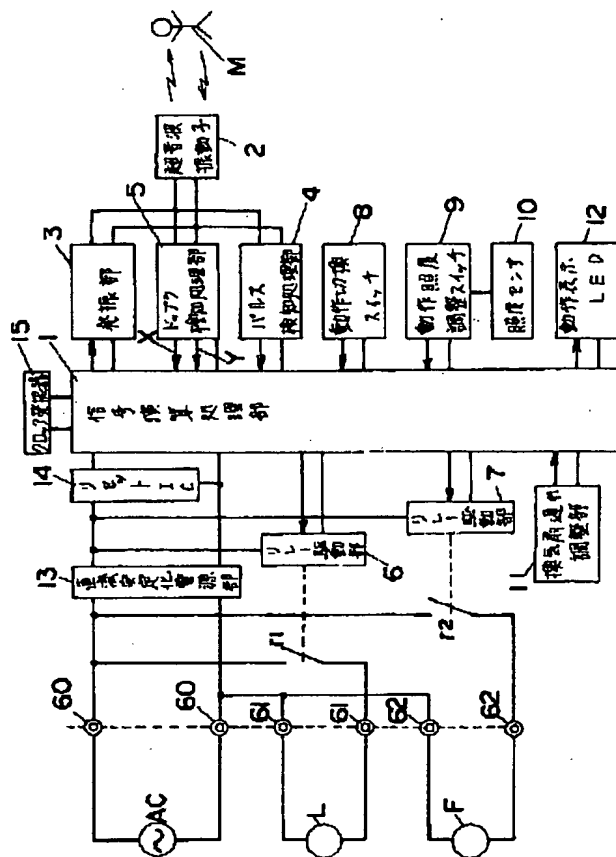 AC
L
F
60
60
61
61
62
62
r1
r2
13
直流安定化電源部
6
リレー駆動部
7
リレー駆動部
14
リセットIC
11
換気扇遅れ
調整部
15
クロック発振器
1
信号演算処理部
X
Y
3
発振部
5
ドップラ
検知処理部
4
パルス
検知処理部
8
動作切換
スイッチ
9
動作照度
調整スイッチ
10
照度センサ
12
動作表示
LED
2
超音波
振動子
M